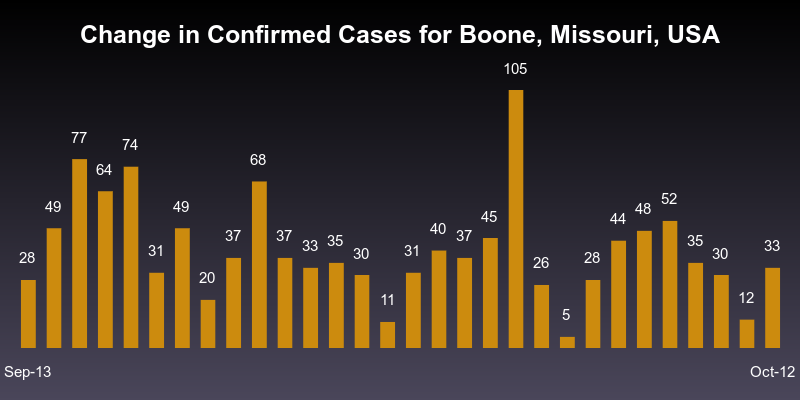 Change in Confirmed Cases for Boone, Missouri, USA
28 49 77 64 74 31 49 20 37 68 37 33 35 30 11 31 40 37 45 105 26 5 28 44 48 52 35 30 12 33
Sep-13 Oct-12